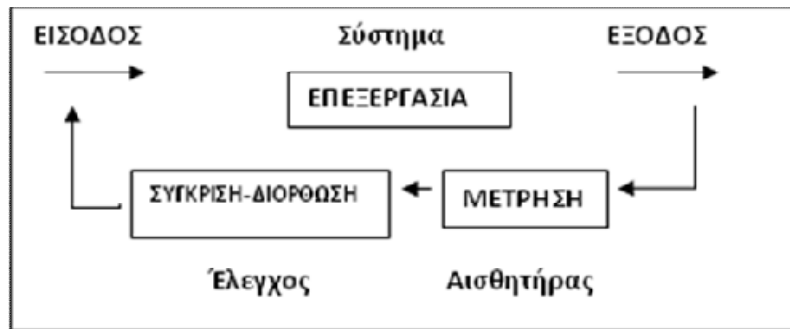 ΕΙΣΟΔΟΣ Σύστημα ΕΞΟΔΟΣ
ΕΠΕΞΕΡΓΑΣΙΑ
ΣΥΓΚΡΙΣΗ-ΔΙΟΡΘΩΣΗ ΜΕΤΡΗΣΗ
Έλεγχος Αισθητήρας